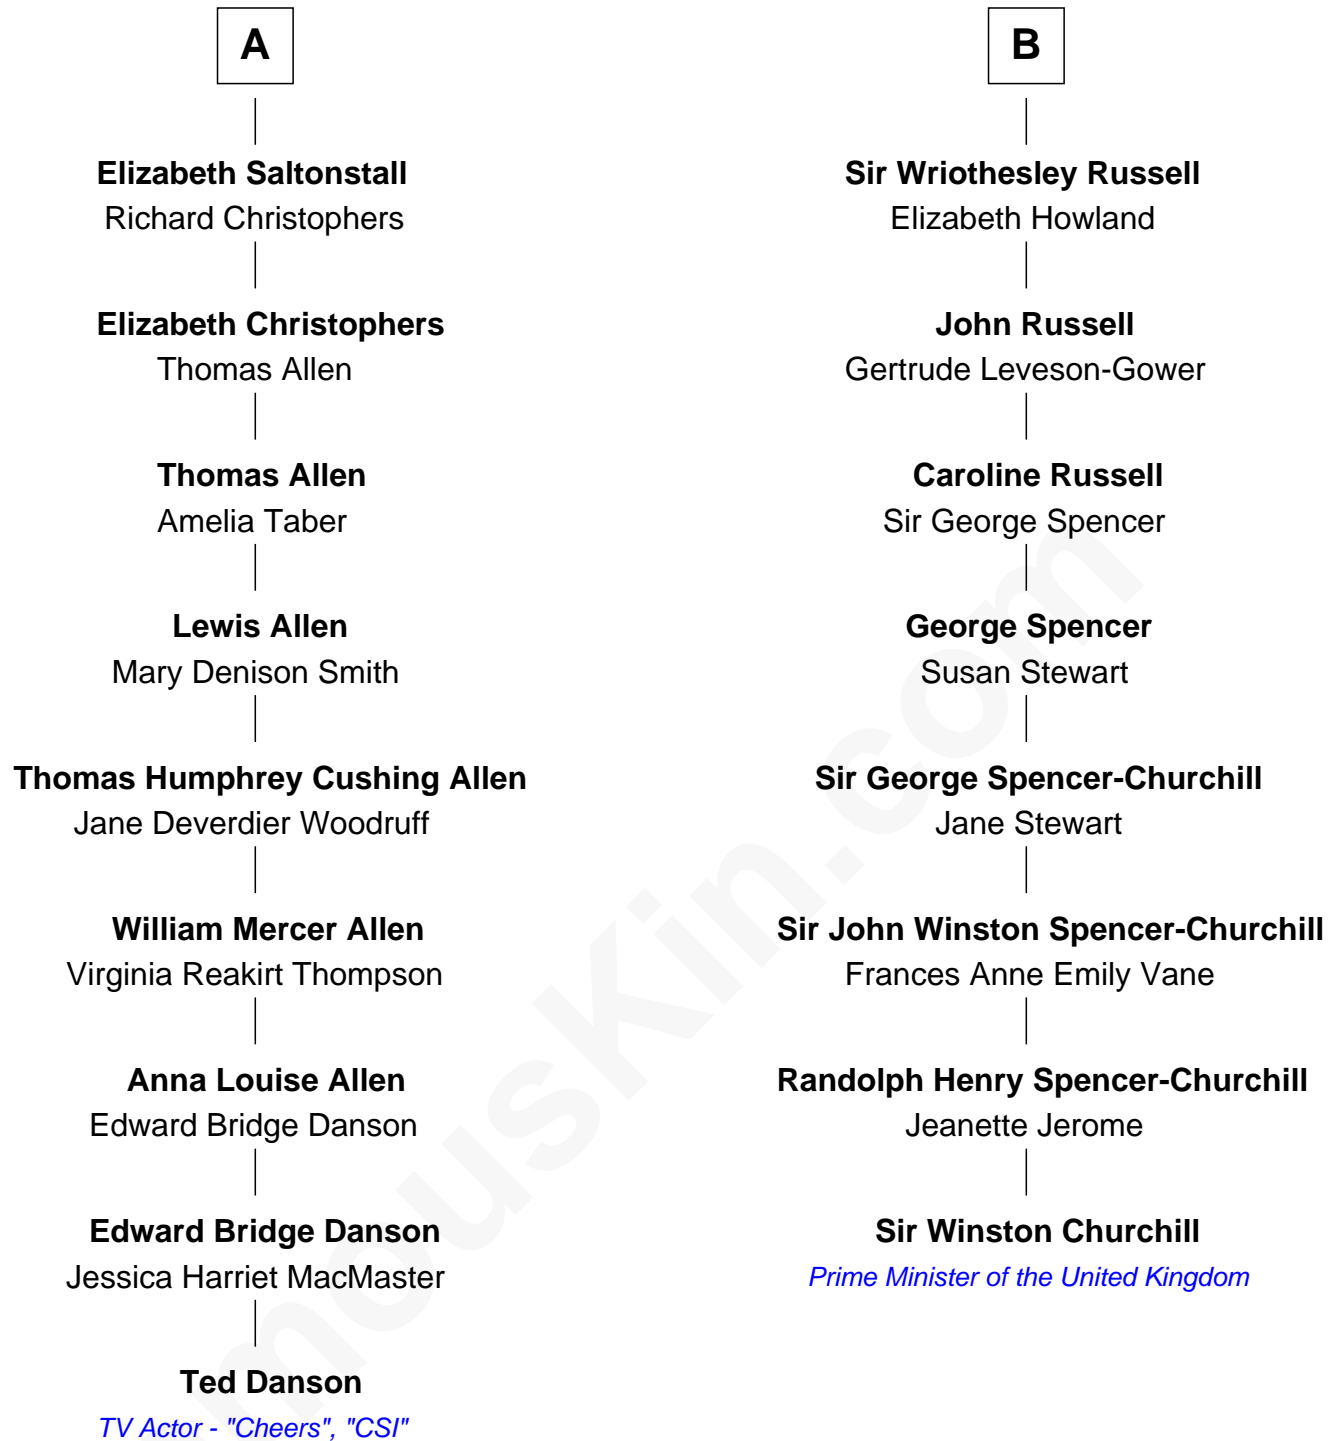 A
Elizabeth Saltonstall
Richard Christophers
Elizabeth Christophers
Thomas Allen
Thomas Allen
Amelia Taber
Lewis Allen
Mary Denison Smith
Thomas Humphrey Cushing Allen
Jane Deverdier Woodruff
William Mercer Allen
Virginia Reakirt Thompson
Anna Louise Allen
Edward Bridge Danson
Edward Bridge Danson
Jessica Harriet MacMaster
Ted Danson
TV Actor - "Cheers", "CSI"
B
Sir Wriothesley Russell
Elizabeth Howland
John Russell
Gertrude Leveson-Gower
Caroline Russell
Sir George Spencer
George Spencer
Susan Stewart
Sir George Spencer-Churchill
Jane Stewart
Sir John Winston Spencer-Churchill
Frances Anne Emily Vane
Randolph Henry Spencer-Churchill
Jeanette Jerome
Sir Winston Churchill
Prime Minister of the United Kingdom
mousKin.com